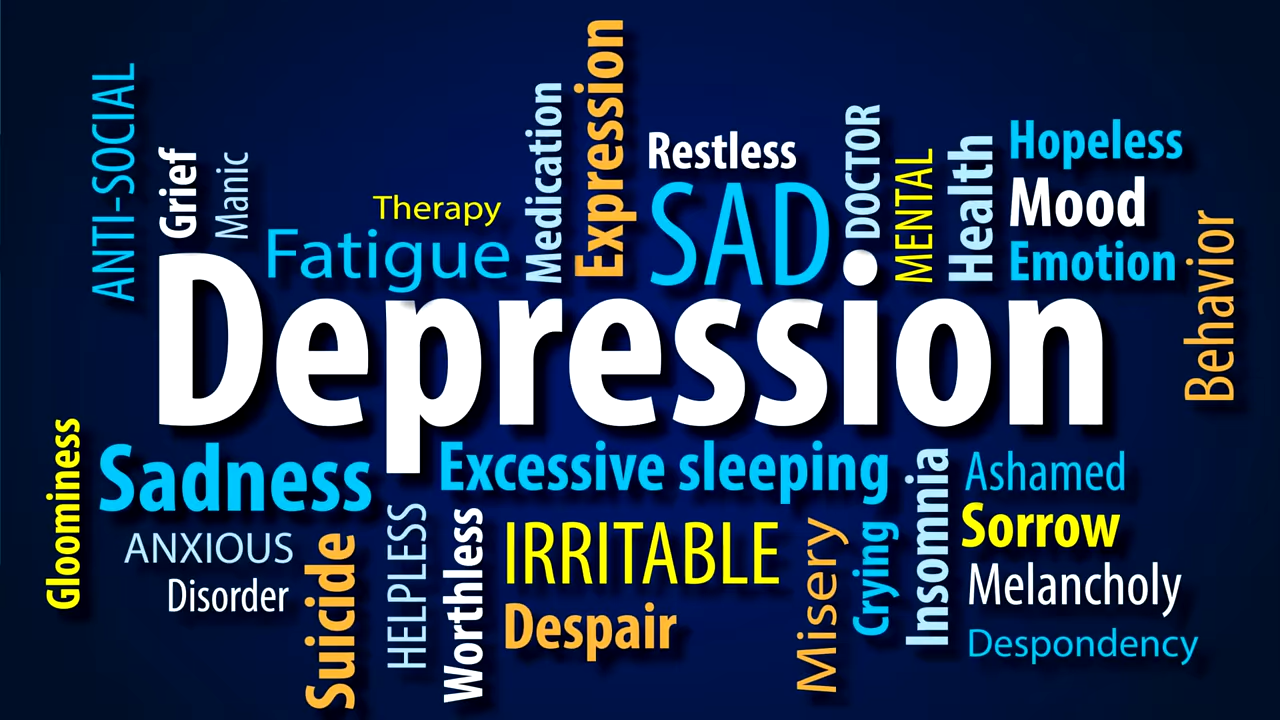 ANTI-SOCIAL
Grief
Manic
Therapy
Fatigue
Medication
Expression
Restless
SAD
DOCTOR
MENTAL
Health
Hopeless
Mood
Emotion
Behavior
Depression
Gloominess
Sadness
ANXIOUS
Disorder
Suicide
HELPLESS
Worthless
Excessive sleeping
IRRITABLE
Despair
Misery
Crying
Insomnia
Ashamed
Sorrow
Melancholy
Despondency